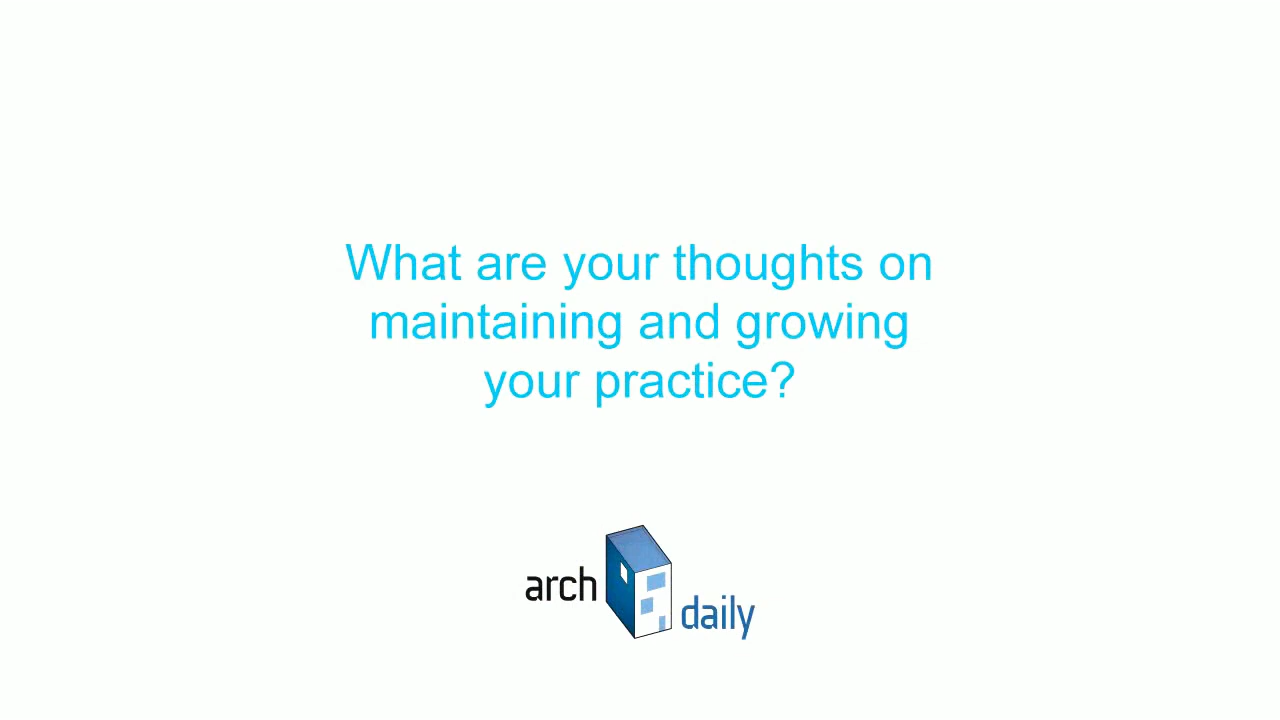 What are your thoughts on
maintaining and growing
your practice?
arch
daily